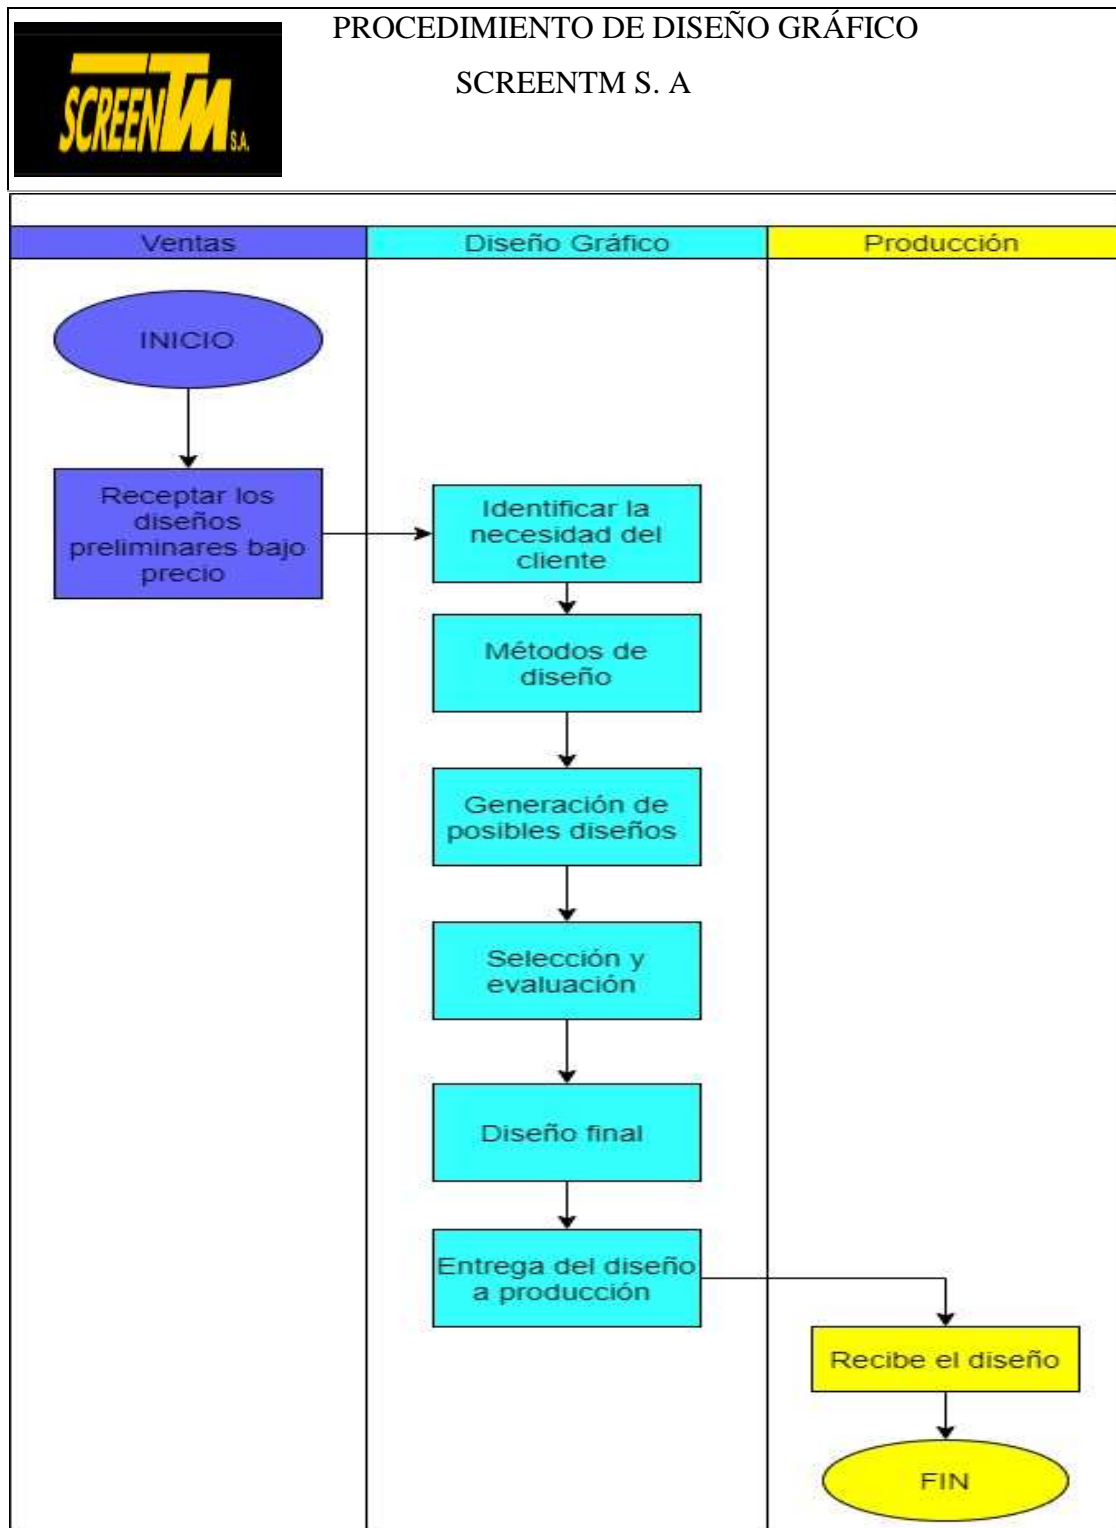 PROCEDIMIENTO DE DISEÑO GRÁFICO
SCREENTM S. A
SCREENTM S.A.
Ventas
Diseño Gráfico
Producción
INICIO
Receptar los
diseños
preliminares bajo
precio
Identificar la
necesidad del
cliente
Métodos de
diseño
Generación de
posibles diseños
Selección y
evaluación
Diseño final
Entrega del diseño
a producción
Recibe el diseño
FIN